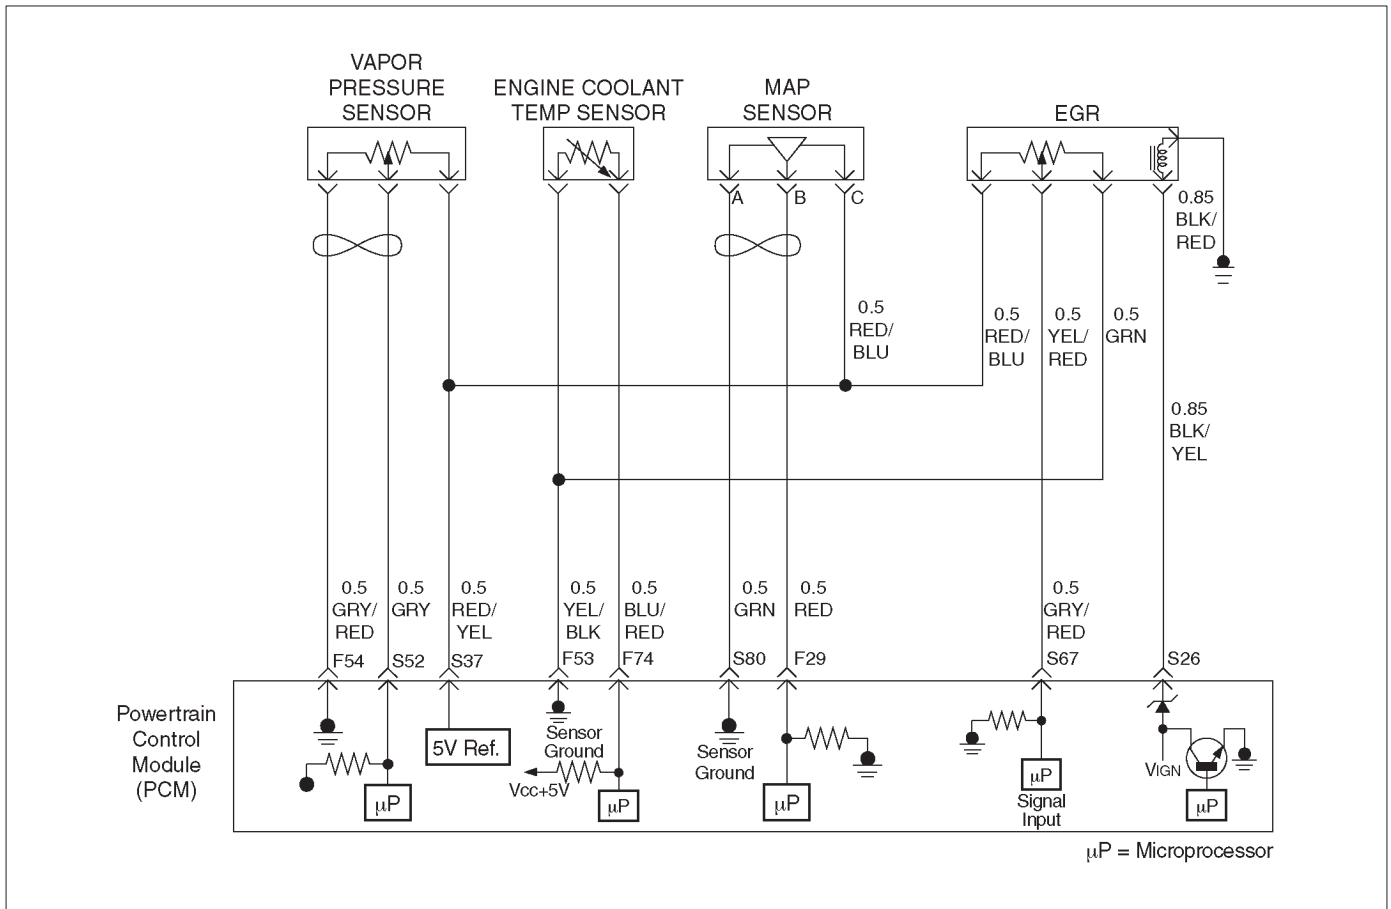 VAPOR
PRESSURE
SENSOR
ENGINE COOLANT
TEMP SENSOR
MAP
SENSOR
EGR
A
B
C
0.85
BLK/
RED
0.5
RED/
BLU
0.5
RED/
BLU
0.5
YEL/
RED
0.5
GRN
0.85
BLK/
YEL
0.5
GRY/
RED
0.5
GRY
0.5
RED/
YEL
0.5
YEL/
BLK
0.5
BLU/
RED
0.5
GRN
0.5
RED
0.5
GRY/
RED
F54
S52
S37
F53
F74
S80
F29
S67
S26
Powertrain
Control
Module
(PCM)
μP
5V Ref.
Sensor
Ground
Vcc+5V
μP
Sensor
Ground
μP
μP
Signal
Input
VIGN
μP
μP = Microprocessor